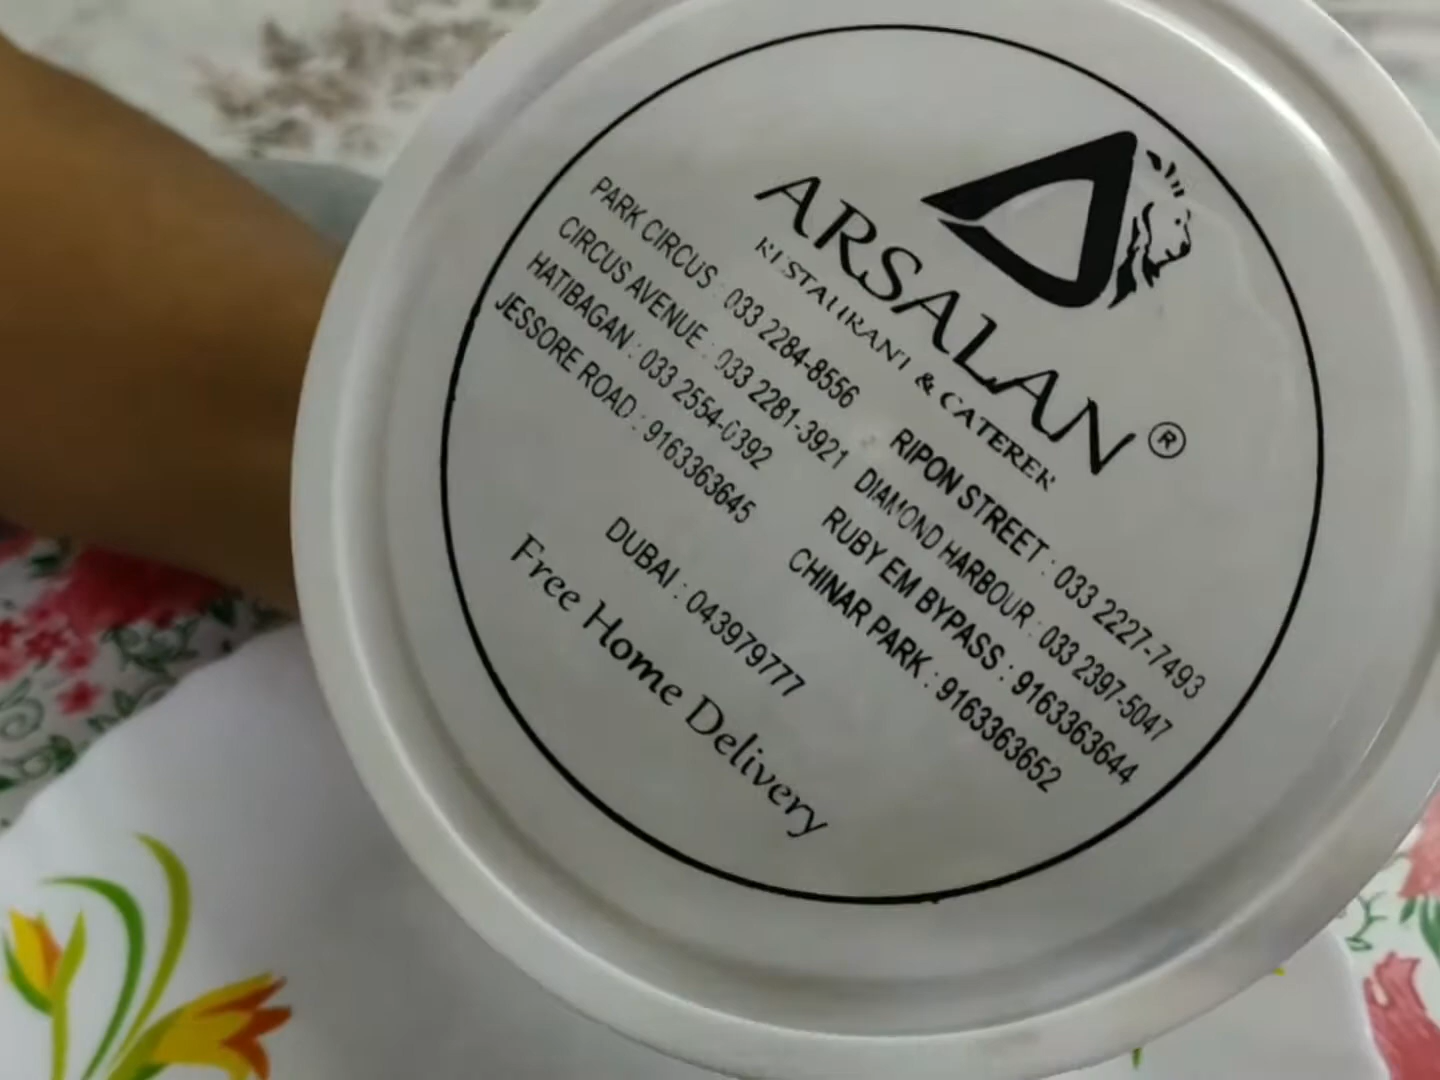 ARSALAN®
RESTAURANT & CATERER
PARK CIRCUS : 033 2284-8556
CIRCUS AVENUE : 033 2281-3921
HATIBAGAN : 033 2554-0392
JESSORE ROAD : 9163363645
RIPON STREET : 033 2227-7493
DIAMOND HARBOUR : 033 2397-5047
RUBY EM BYPASS : 9163363644
CHINAR PARK : 9163363652
DUBAI : 043979777
Free Home Delivery